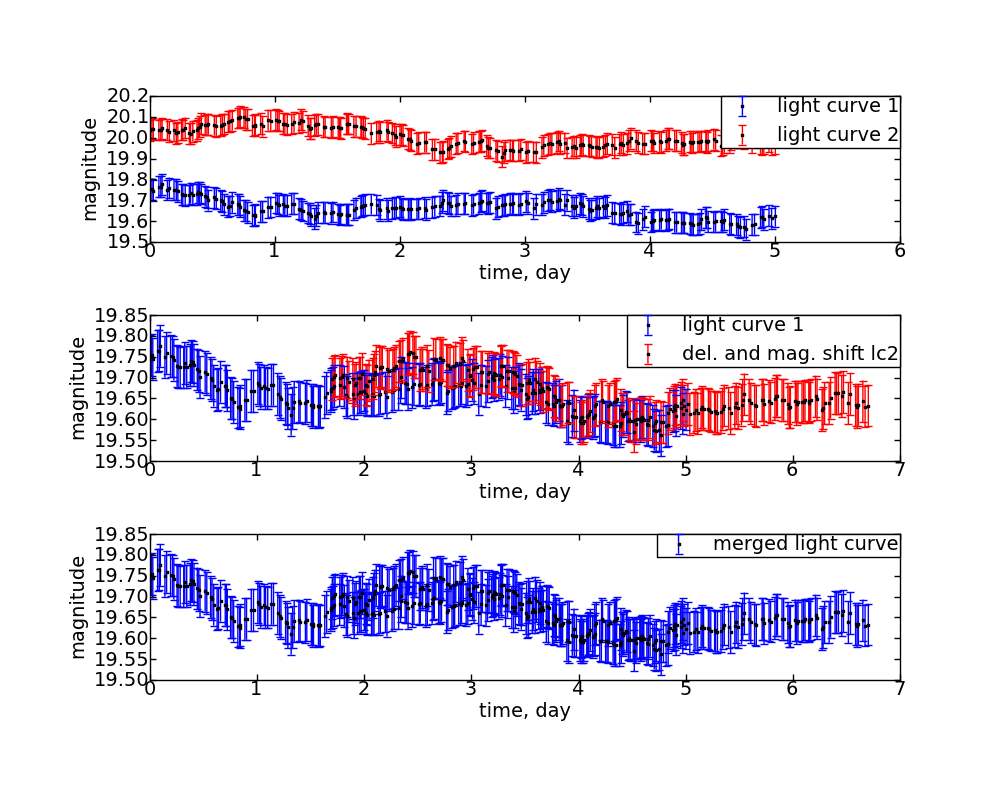 20.2
20.1
20.0
19.9
19.8
19.7
19.6
19.5
magnitude
light curve 1
light curve 2
0 1 2 3 4 5 6
time, day
19.85
19.80
19.75
19.70
19.65
19.60
19.55
19.50
magnitude
light curve 1
del. and mag. shift lc2
0 1 2 3 4 5 6 7
time, day
19.85
19.80
19.75
19.70
19.65
19.60
19.55
19.50
magnitude
merged light curve
0 1 2 3 4 5 6 7
time, day